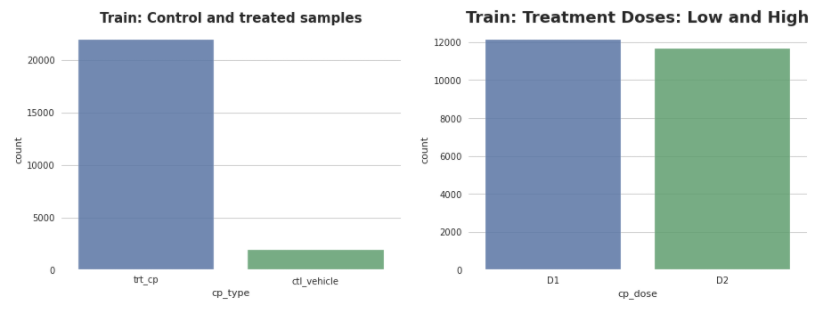 Train: Control and treated samples
20000
15000
10000
5000
0
count
trt_cp
ctl_vehicle
cp_type
Train: Treatment Doses: Low and High
12000
10000
8000
6000
4000
2000
0
count
D1
D2
cp_dose